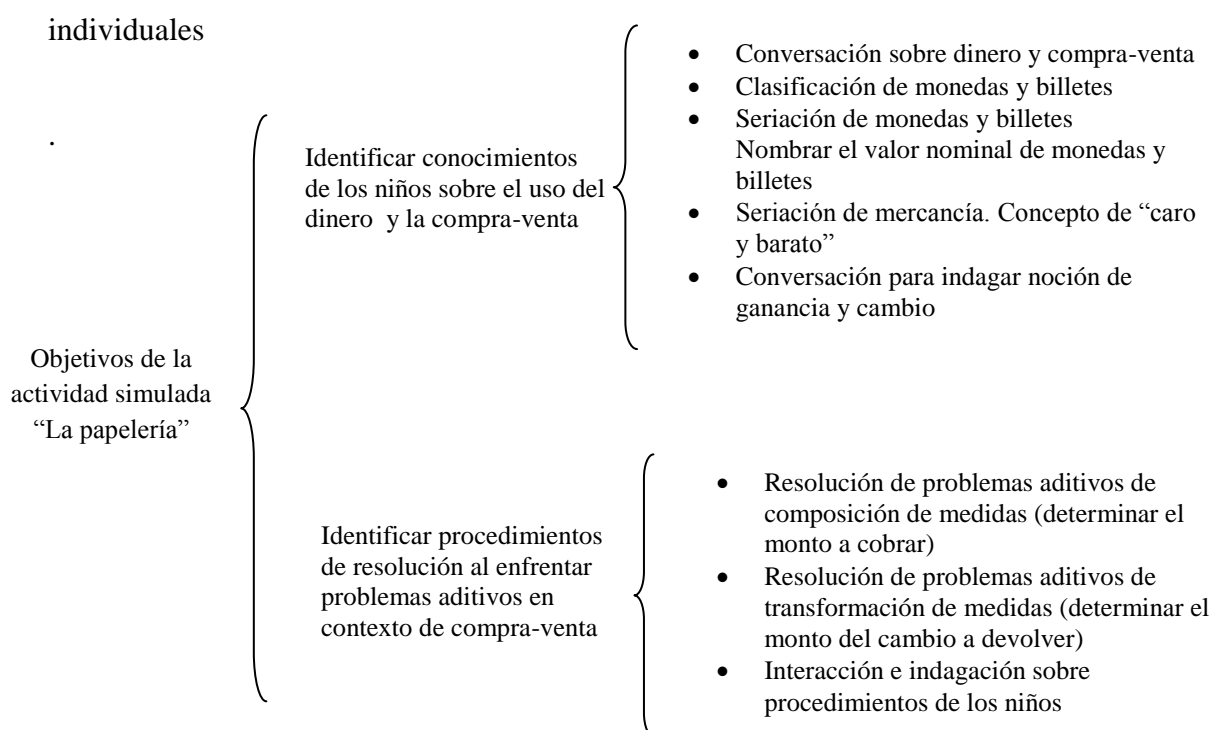 individuales
.
Objetivos de la
actividad simulada
“La papelería”
Identificar conocimientos
de los niños sobre el uso del
dinero y la compra-venta
• Conversación sobre dinero y compra-venta
• Clasificación de monedas y billetes
• Seriación de monedas y billetes
Nombrar el valor nominal de monedas y
billetes
• Seriación de mercancía. Concepto de “caro
y barato”
• Conversación para indagar noción de
ganancia y cambio
Identificar procedimientos
de resolución al enfrentar
problemas aditivos en
contexto de compra-venta
• Resolución de problemas aditivos de
composición de medidas (determinar el
monto a cobrar)
• Resolución de problemas aditivos de
transformación de medidas (determinar el
monto del cambio a devolver)
• Interacción e indagación sobre
procedimientos de los niños